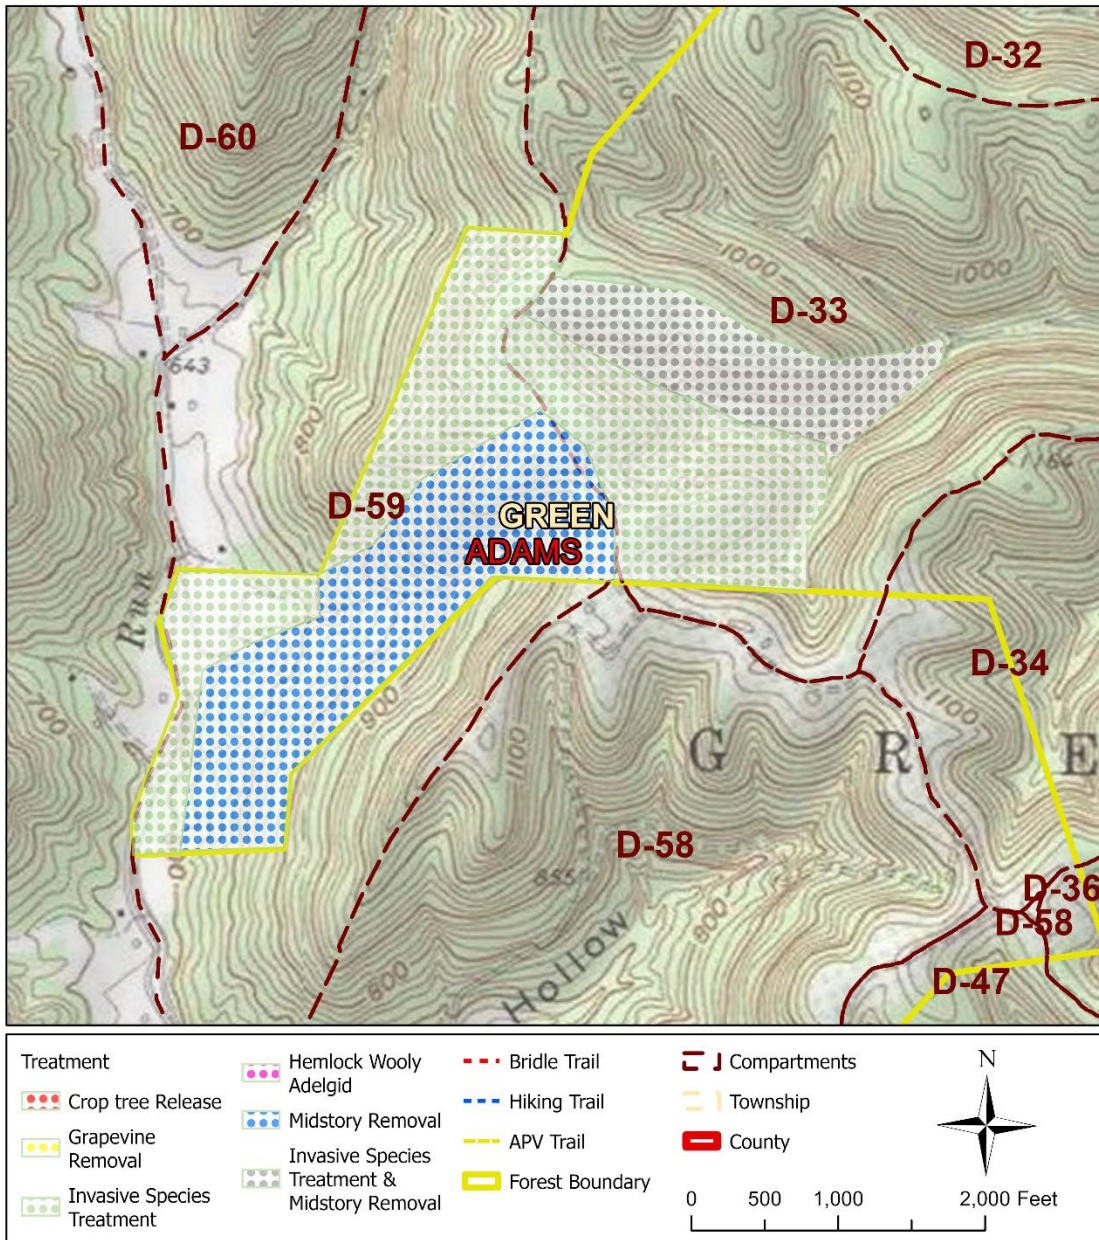 D-32
1100
1100
D-60
700
1000
1000
D-33
643
800
1164
D-59
GREEN
ADAMS
Run
D-34
900
700
1100
1100
G R E
D-58
855
D-36
D-58
800
900
Hollow
D-47
Treatment
Crop tree Release
Grapevine
Removal
Invasive Species
Treatment
Hemlock Wooly
Adelgid
Midstory Removal
Invasive Species
Treatment &
Midstory Removal
Bridle Trail
Hiking Trail
APV Trail
Forest Boundary
Compartments
Township
County
N
0 500 1,000 2,000 Feet